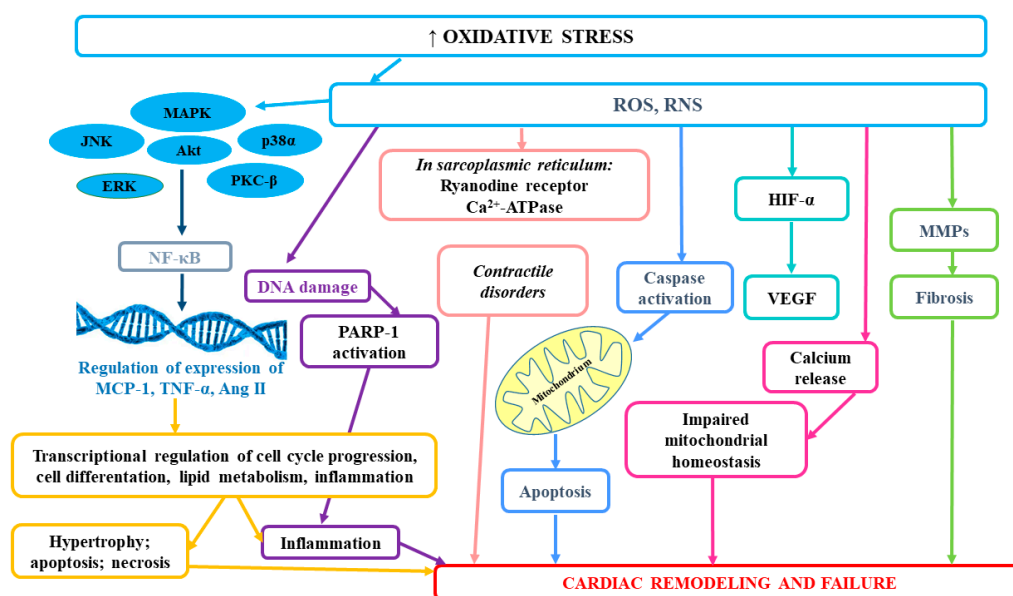 ↑ OXIDATIVE STRESS
ROS, RNS
MAPK
JNK
Akt
p38α
ERK
PKC-β
NF-κB
Regulation of expression of
MCP-1, TNF-α, Ang II
Transcriptional regulation of cell cycle progression,
cell differentation, lipid metabolism, inflammation
Hypertrophy;
apoptosis; necrosis
DNA damage
PARP-1
activation
Inflammation
In sarcoplasmic reticulum:
Ryanodine receptor
Ca²⁺-ATPase
Contractile
disorders
Caspase
activation
Mitochondrium
Apoptosis
HIF-α
VEGF
Calcium
release
Impaired
mitochondrial
homeostasis
MMPs
Fibrosis
CARDIAC REMODELING AND FAILURE